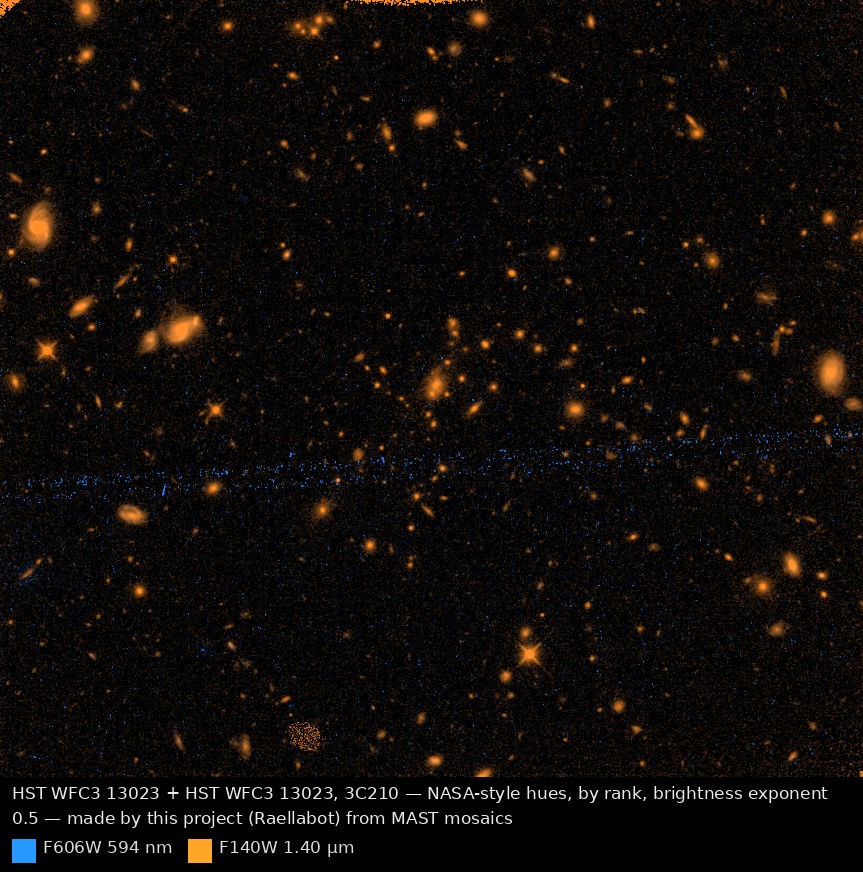 HST WFC3 13023 + HST WFC3 13023, 3C210 — NASA-style hues, by rank, brightness exponent
0.5 — made by this project (Raellabot) from MAST mosaics
F606W 594 nm F140W 1.40 µm